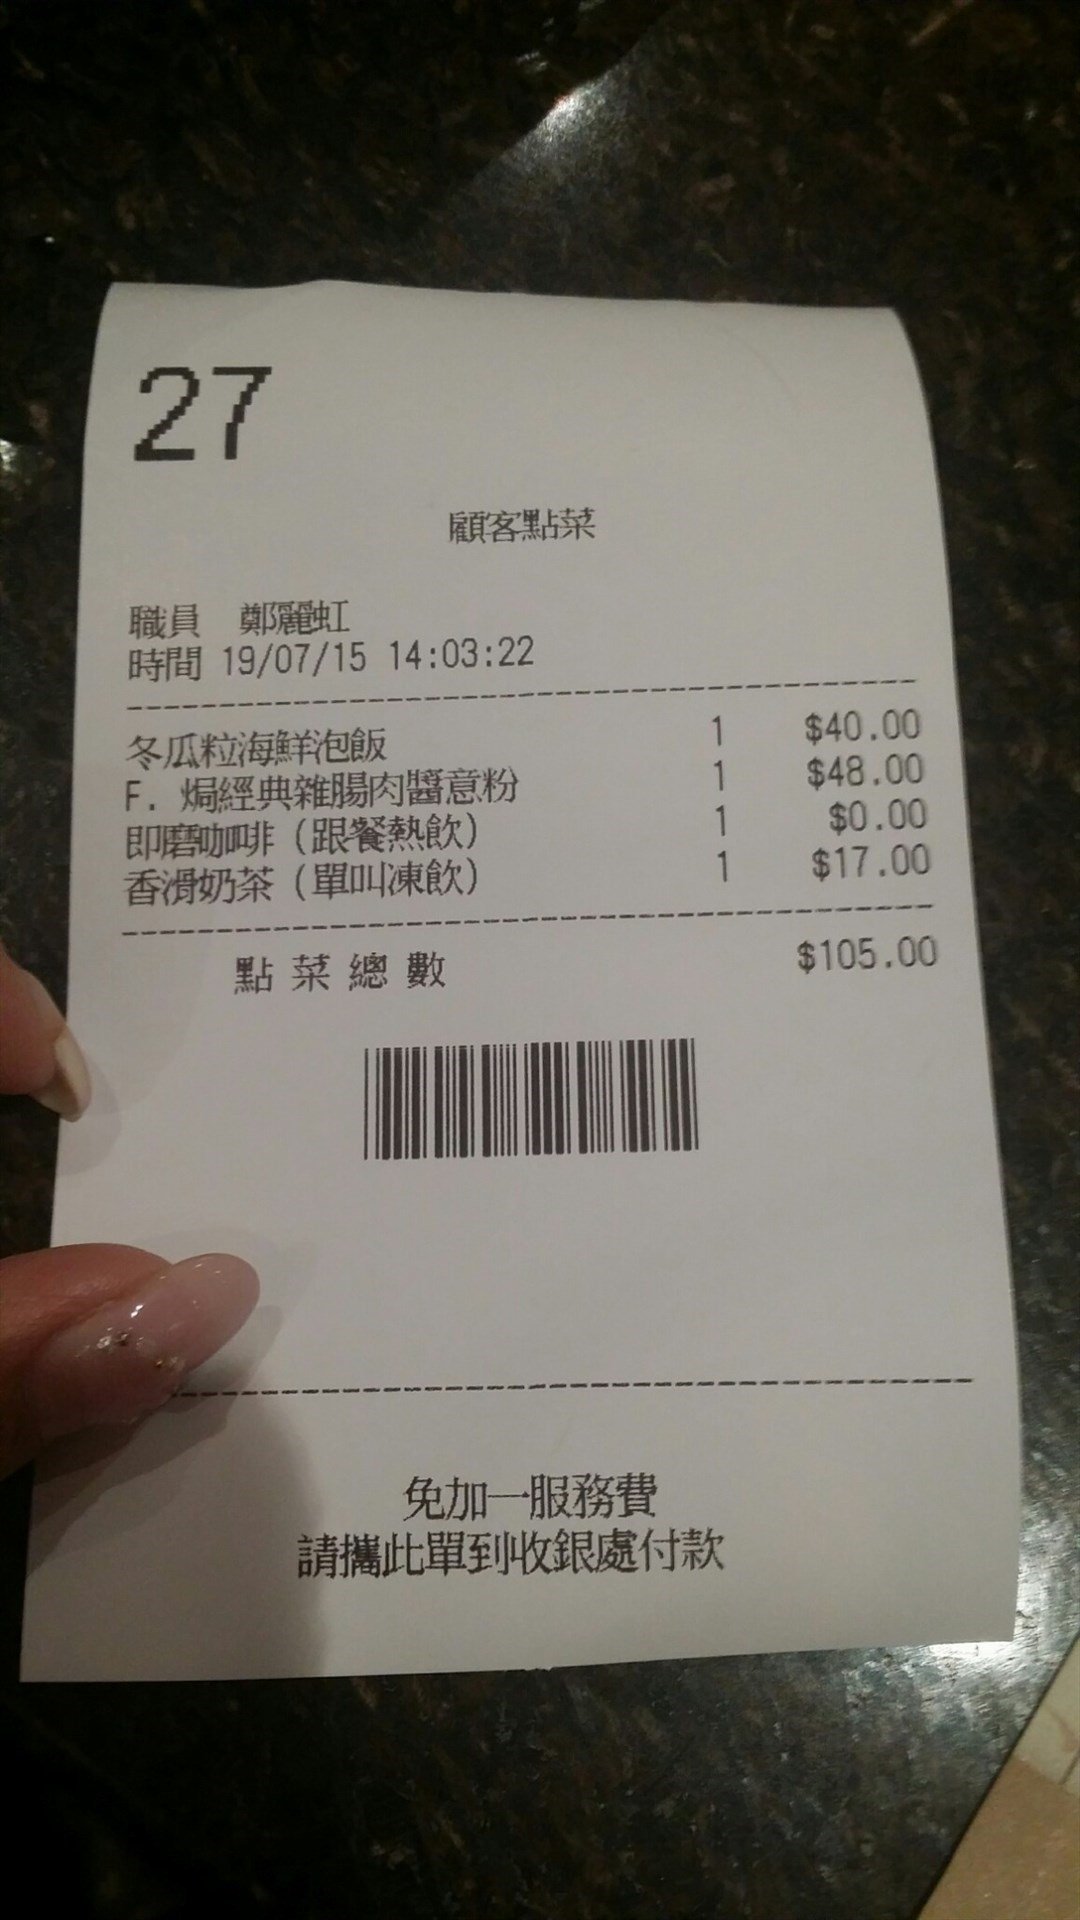 27
顧客點菜
職員 鄭麗虹
時間 19/07/15 14:03:22
冬瓜粒海鮮泡飯 1 $40.00
F. 焗經典雜腸肉醬意粉 1 $48.00
即磨咖啡(跟餐熱飲) 1 $0.00
香滑奶茶(單叫凍飲) 1 $17.00
點菜總數 $105.00
免加一服務費
請攜此單到收銀處付款